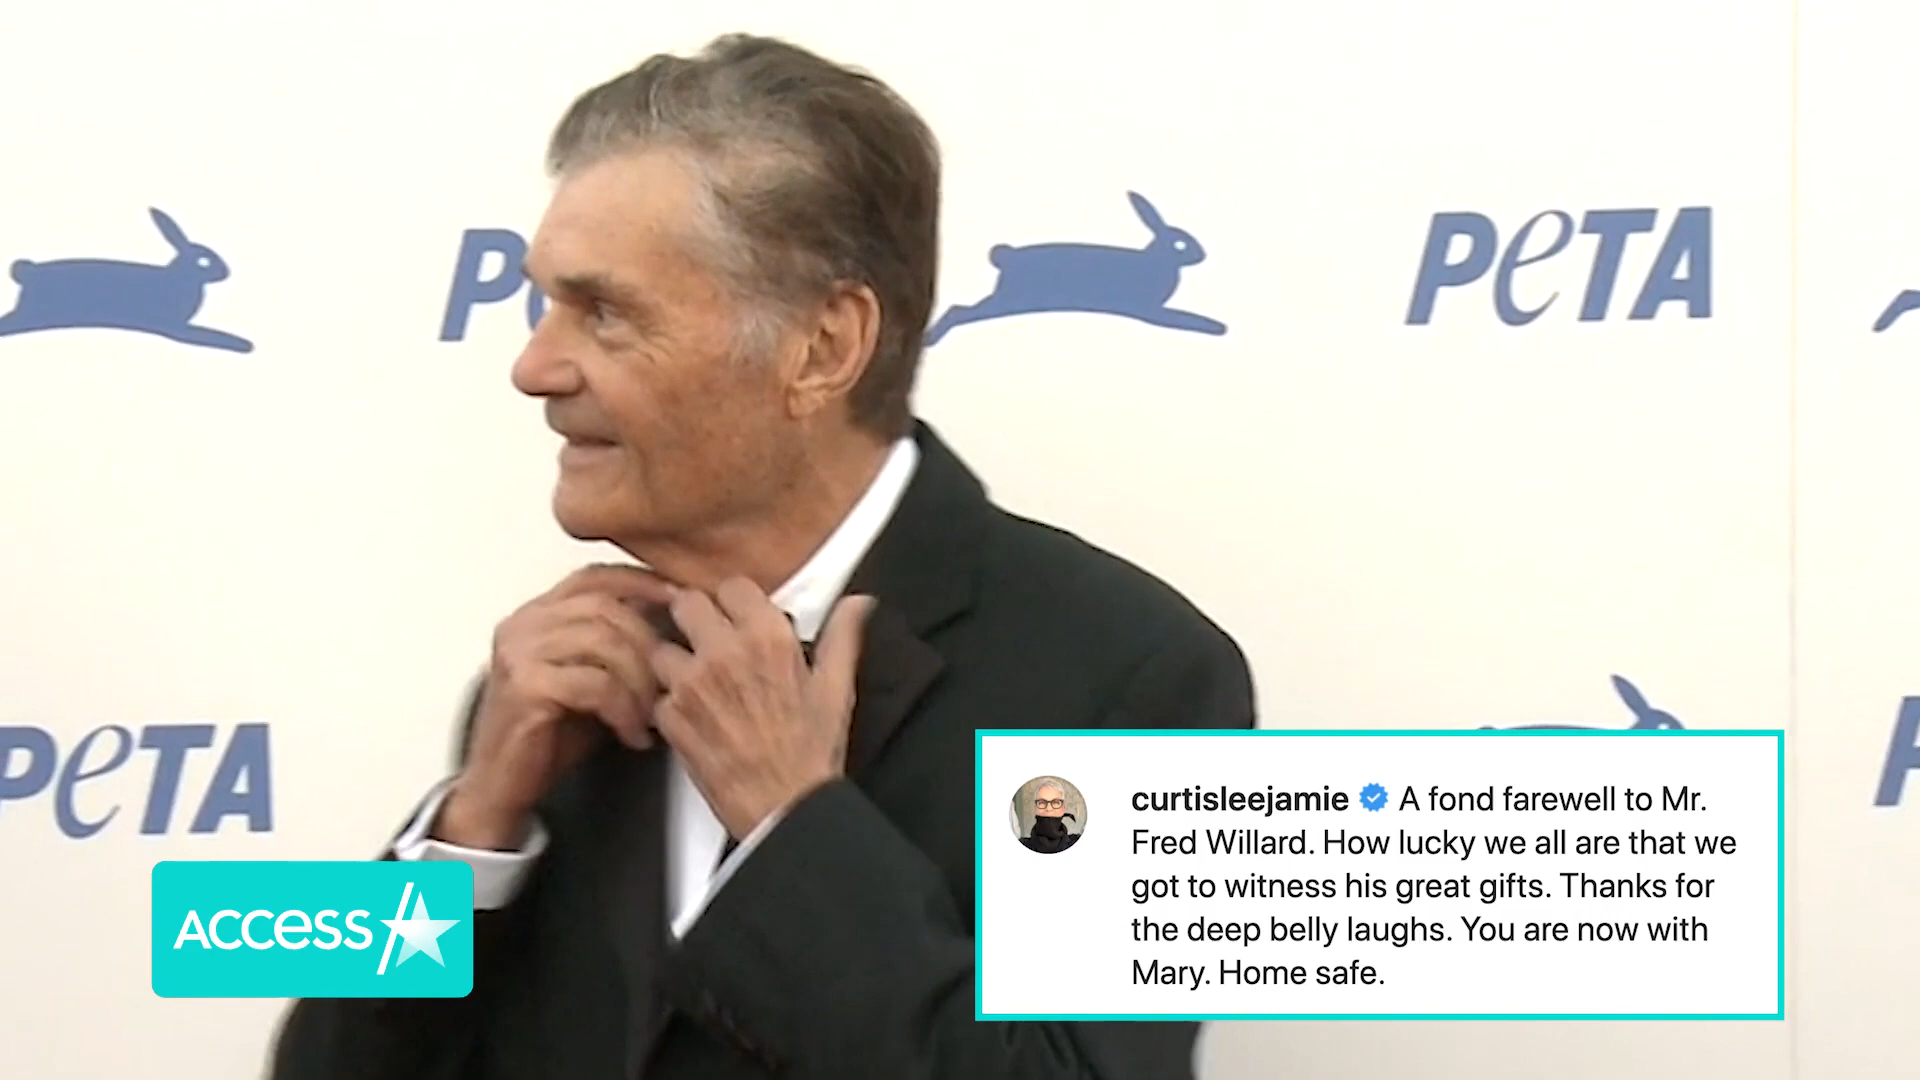 P
PETA
PETA
ACCESS
curtisleejamie A fond farewell to Mr.
Fred Willard. How lucky we all are that we
got to witness his great gifts. Thanks for
the deep belly laughs. You are now with
Mary. Home safe.